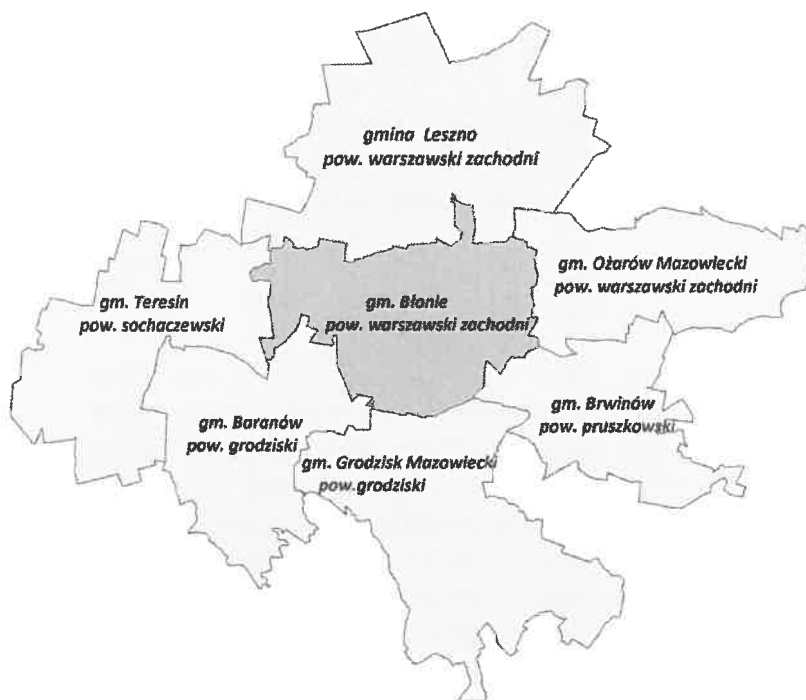 gmina Leszno
pow. warszawski zachodni
gm. Ożarów Mazowiecki
pow. warszawski zachodni
gm. Teresin
pow. sochaczewski
gm. Błonie
pow. warszawski zachodni
gm. Baranów
pow. grodziski
gm. Brwinów
pow. pruszkowski
gm. Grodzisk Mazowiecki
pow.grodziski